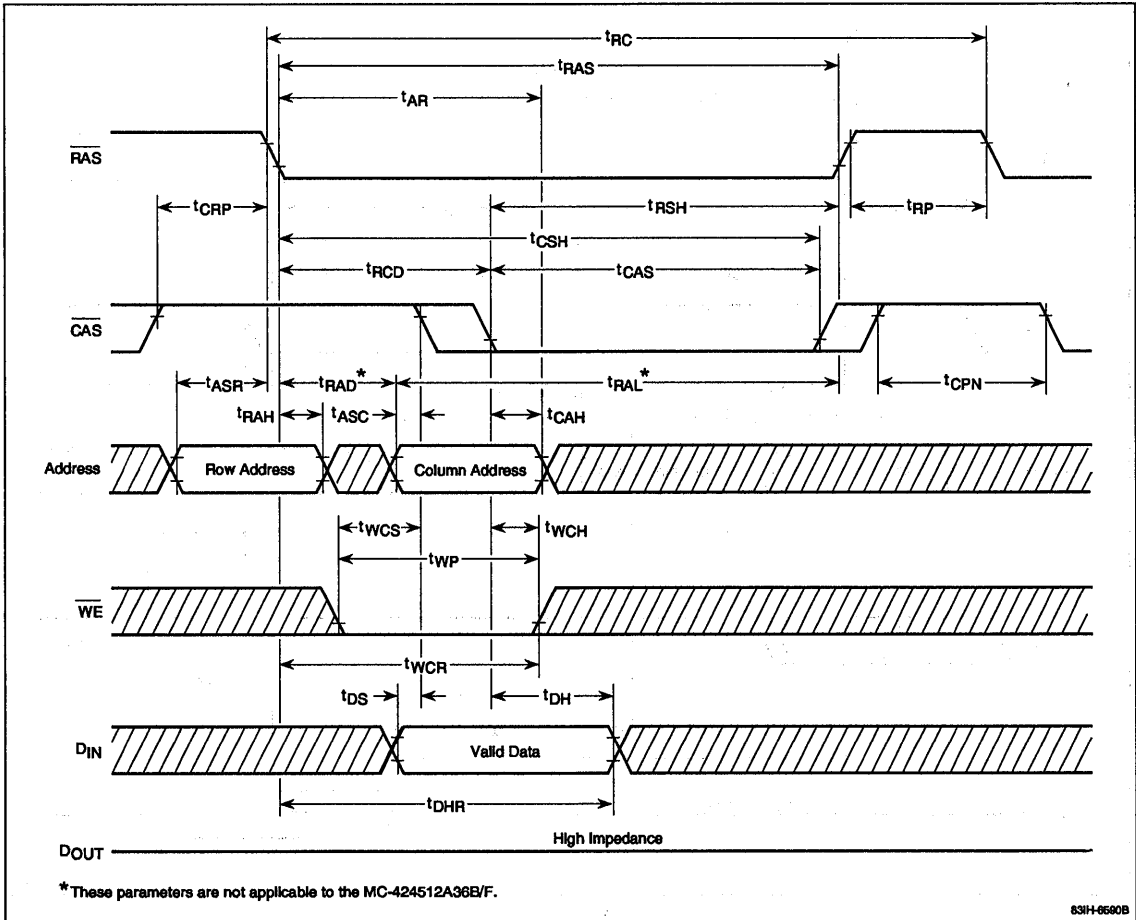 tRC
tRAS
tAR
RAS
tCRP
tRSH
tRP
tCSH
tRCD
tCAS
CAS
tASR
tRAD*
tRAL*
tCPN
tRAH
tASC
tCAH
Address
Row Address
Column Address
tWCS
tWCH
tWP
WE
tWCR
tDS
tDH
DIN
Valid Data
tDHR
High Impedance
DOUT
*These parameters are not applicable to the MC-424512A36B/F.
83IH-6590B